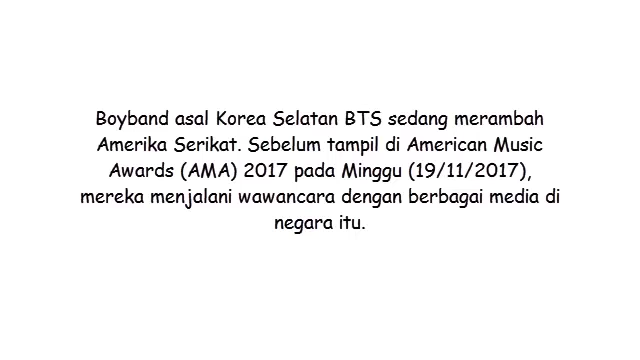 Boyband asal Korea Selatan BTS sedang merambah
Amerika Serikat. Sebelum tampil di American Music
Awards (AMA) 2017 pada Minggu (19/11/2017),
mereka menjalani wawancara dengan berbagai media di
negara itu.